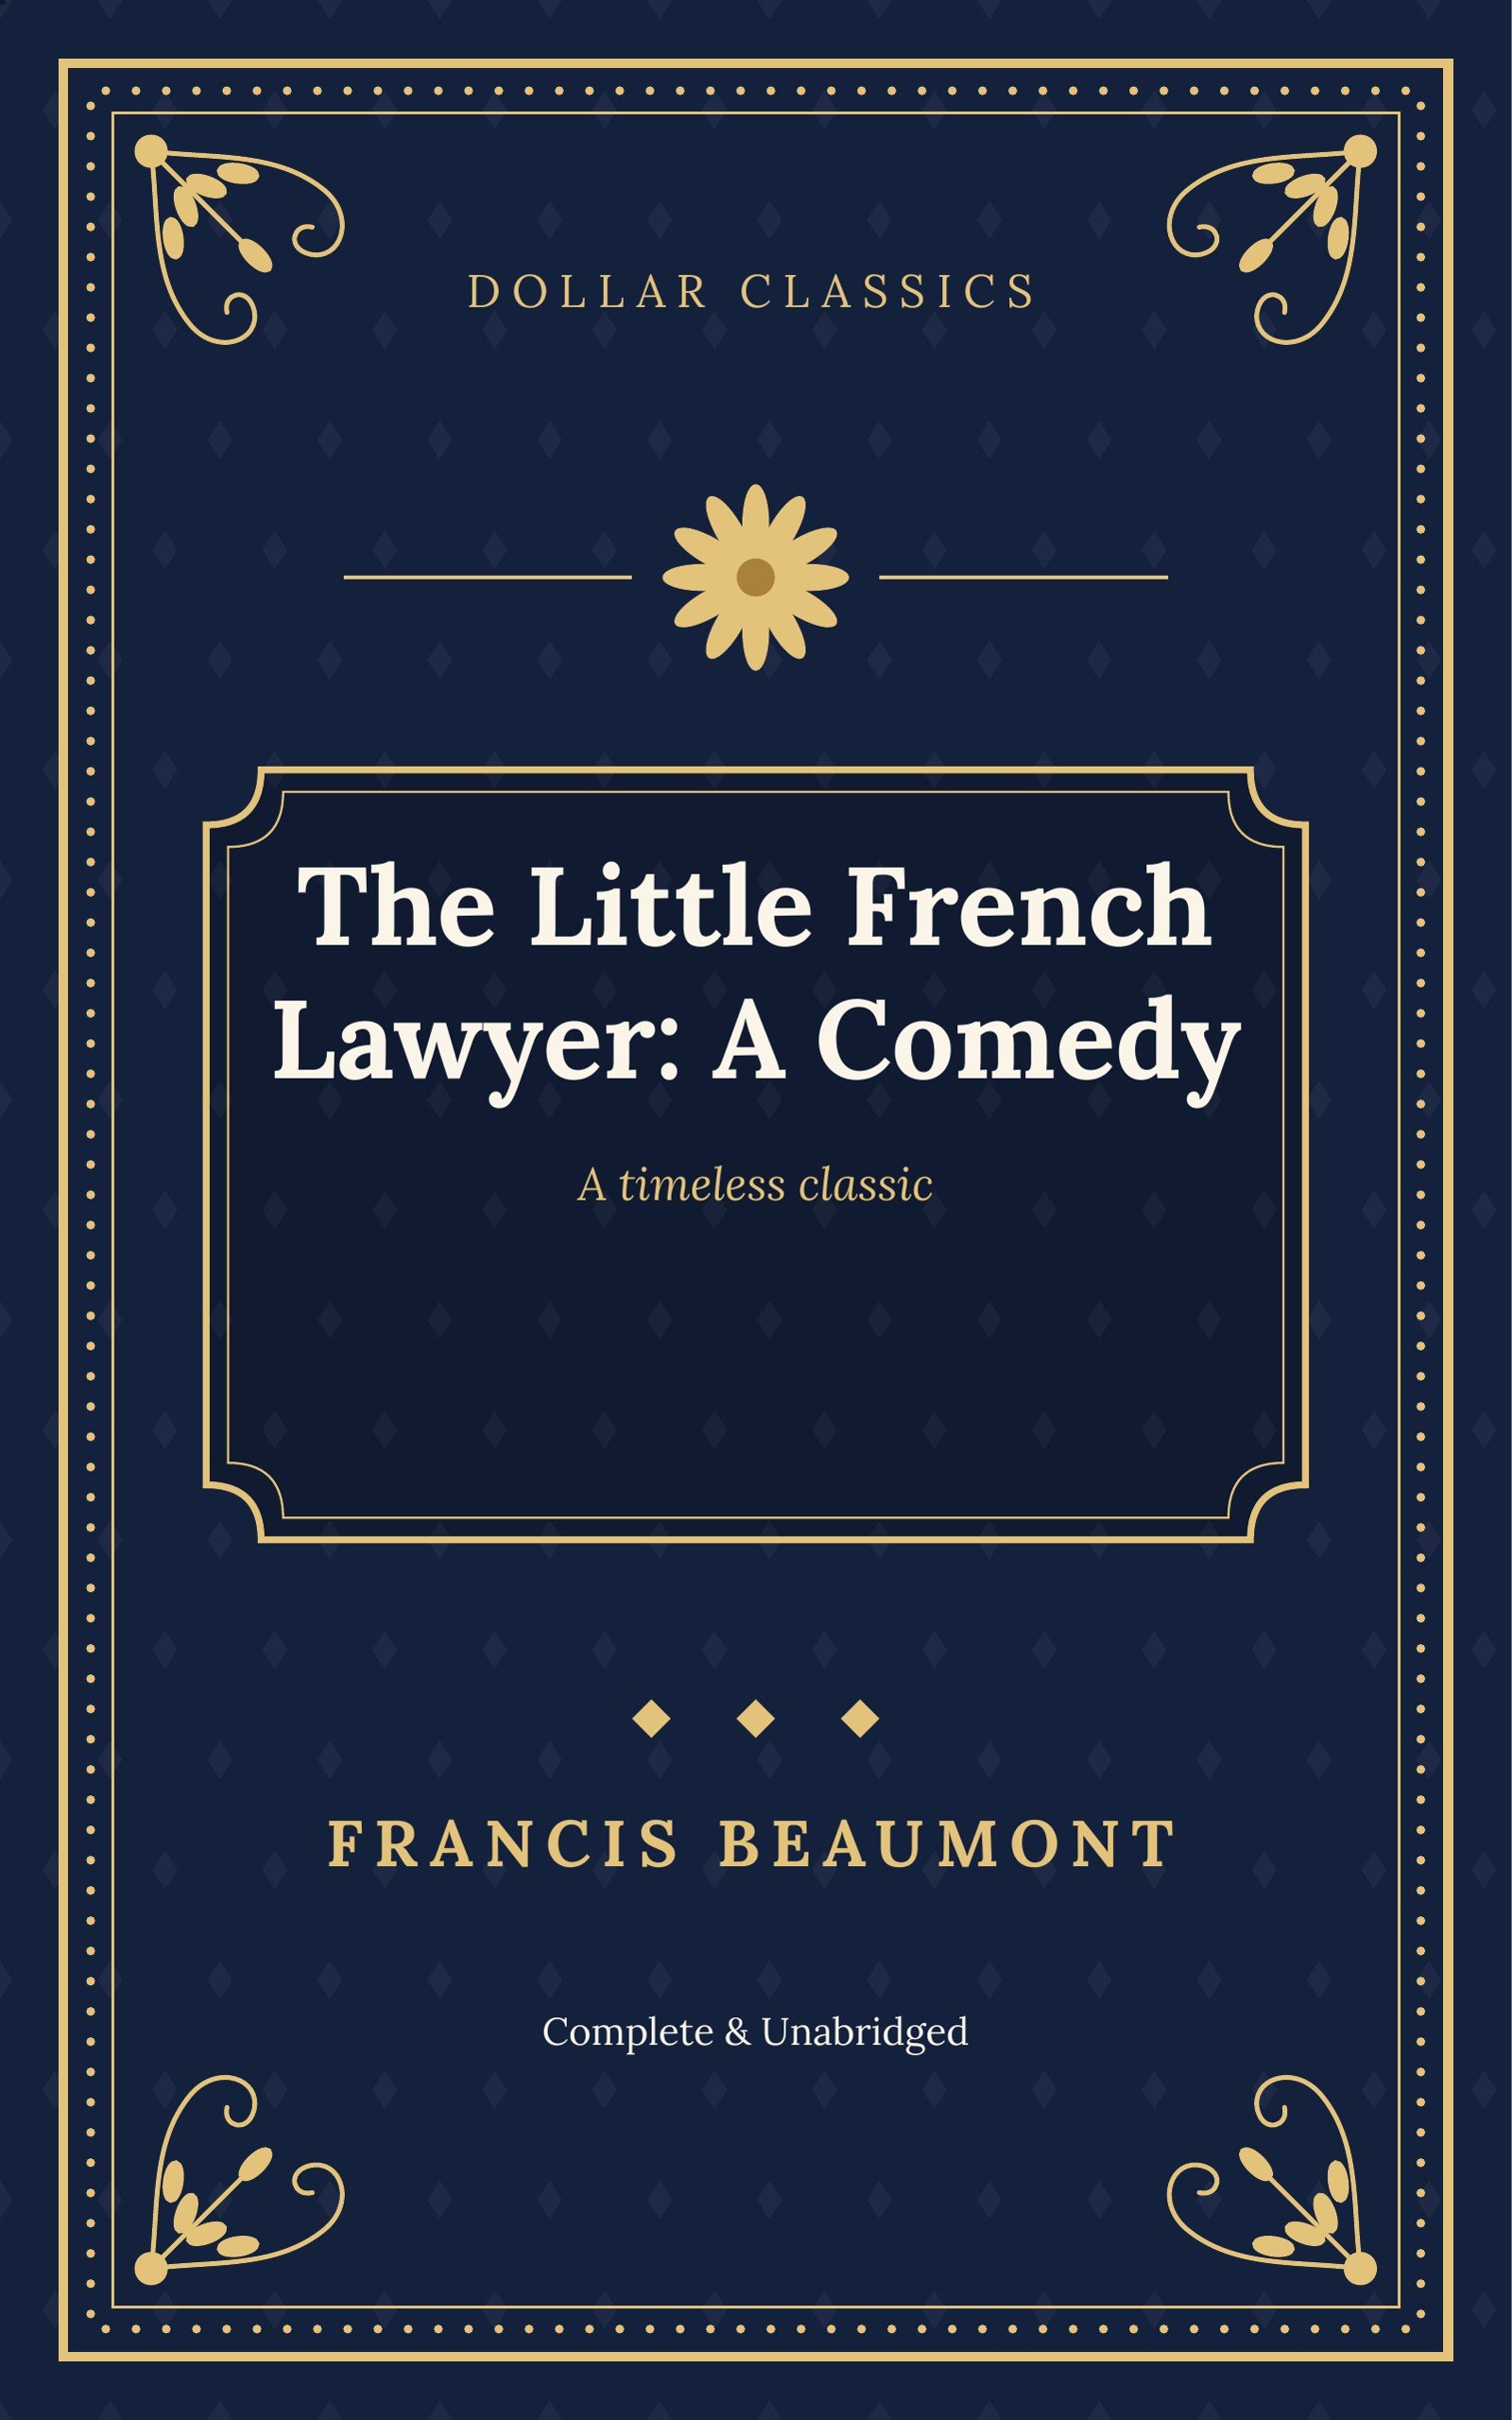 DOLLAR CLASSICS
The Little French
Lawyer: A Comedy
A timeless classic
FRANCIS BEAUMONT
Complete & Unabridged